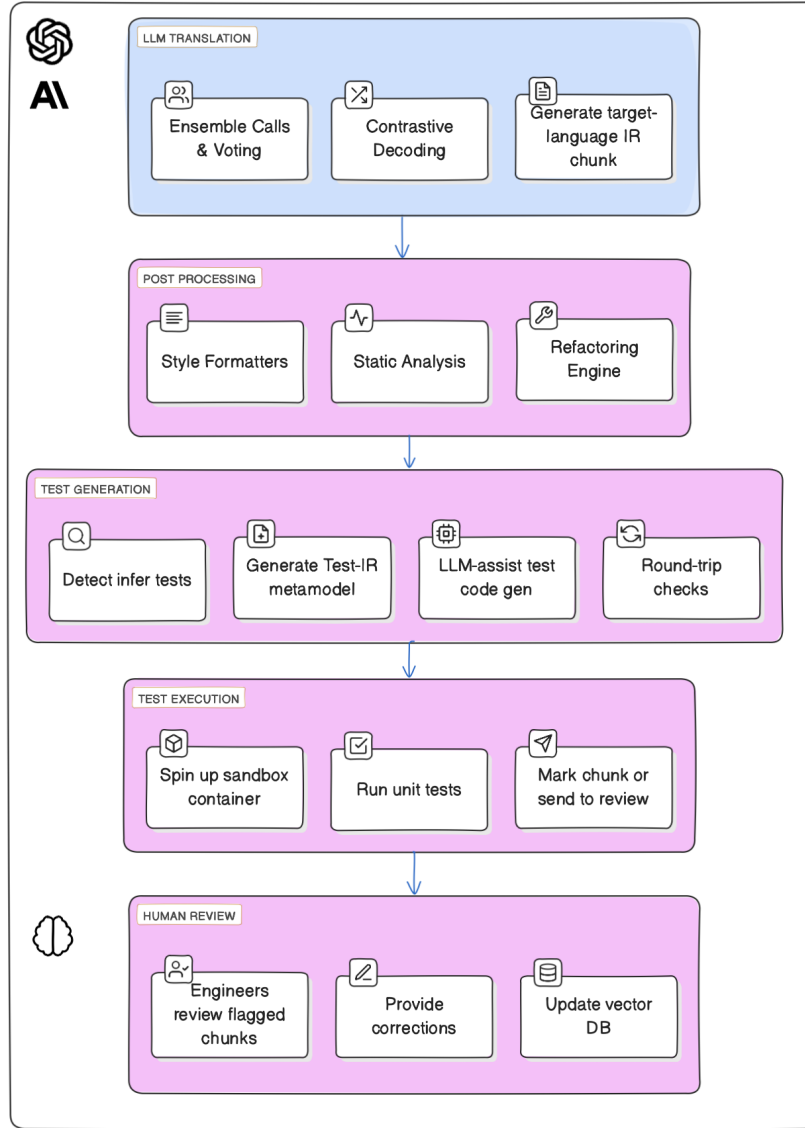 LLM TRANSLATION
Ensemble Calls
& Voting
Contrastive
Decoding
Generate target-
language IR
chunk
POST PROCESSING
Style Formatters
Static Analysis
Refactoring
Engine
TEST GENERATION
Detect infer tests
Generate Test-IR
metamodel
LLM-assist test
code gen
Round-trip
checks
TEST EXECUTION
Spin up sandbox
container
Run unit tests
Mark chunk or
send to review
HUMAN REVIEW
Engineers
review flagged
chunks
Provide
corrections
Update vector
DB